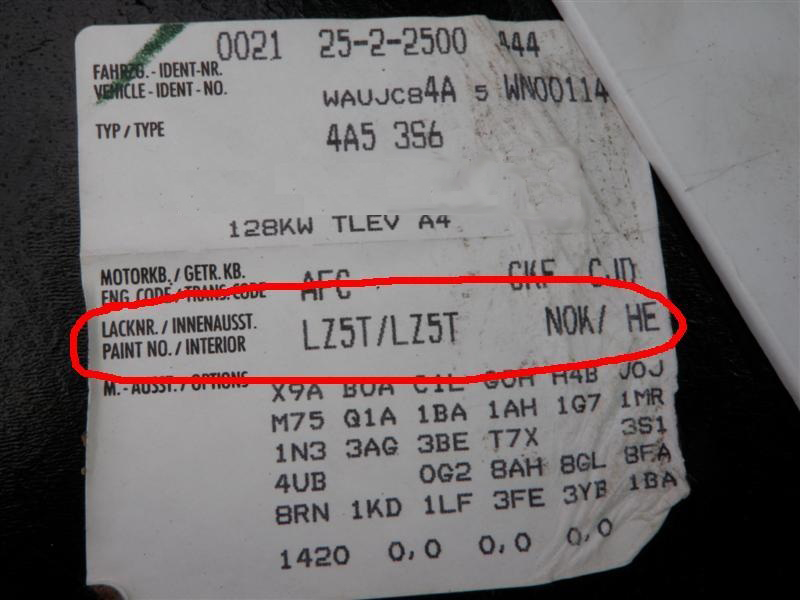 0021 25-2-2500 A44
FAHRZG.-IDENT-NR.
VEHICLE-IDENT-NO. WAUJC84A 5 WN00114
TYP/TYPE 4A5 3S6
128KW TLEV A4
MOTORKB./GETR.KB.
ENG.CODE/TRANS.CODE AFC CKF CJD
LACKNR./INNENAUSST.
PAINT NO./INTERIOR LZ5T/LZ5T N0K/ HE
M.-AUSST./OPTIONS
X9A B0A C1L G0H H4B J0J
M75 Q1A 1BA 1AH 1G7 1MR
1N3 3AG 3BE T7X 3S1
4UB 0G2 8AH 8GL 8FA
8RN 1KD 1LF 3FE 3YB 1BA
1420 0,0 0,0 0,0